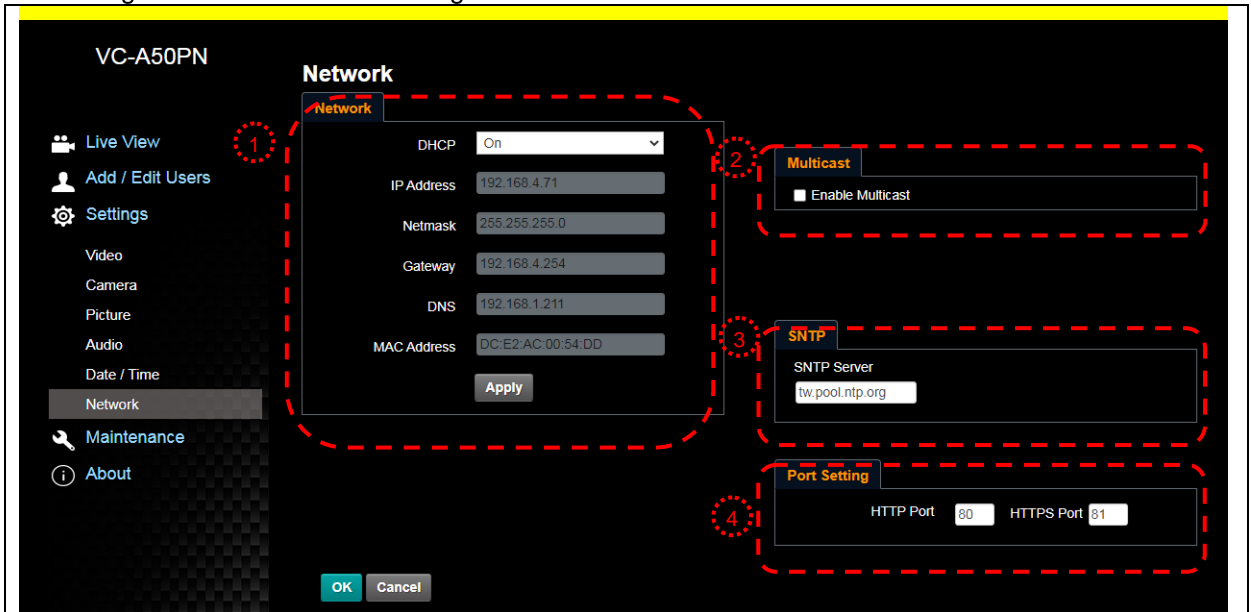 VC-A50PN
Live View
Add / Edit Users
Settings
Video
Camera
Picture
Audio
Date / Time
Network
Maintenance
About
Network
1
Network
DHCP On
IP Address 192.168.4.71
Netmask 255.255.255.0
Gateway 192.168.4.254
DNS 192.168.1.211
MAC Address DC:E2:AC:00:54:DD
Apply
2
Multicast
Enable Multicast
3
SNTP
SNTP Server
tw.pool.ntp.org
4
Port Setting
HTTP Port 80 HTTPS Port 81
OK Cancel